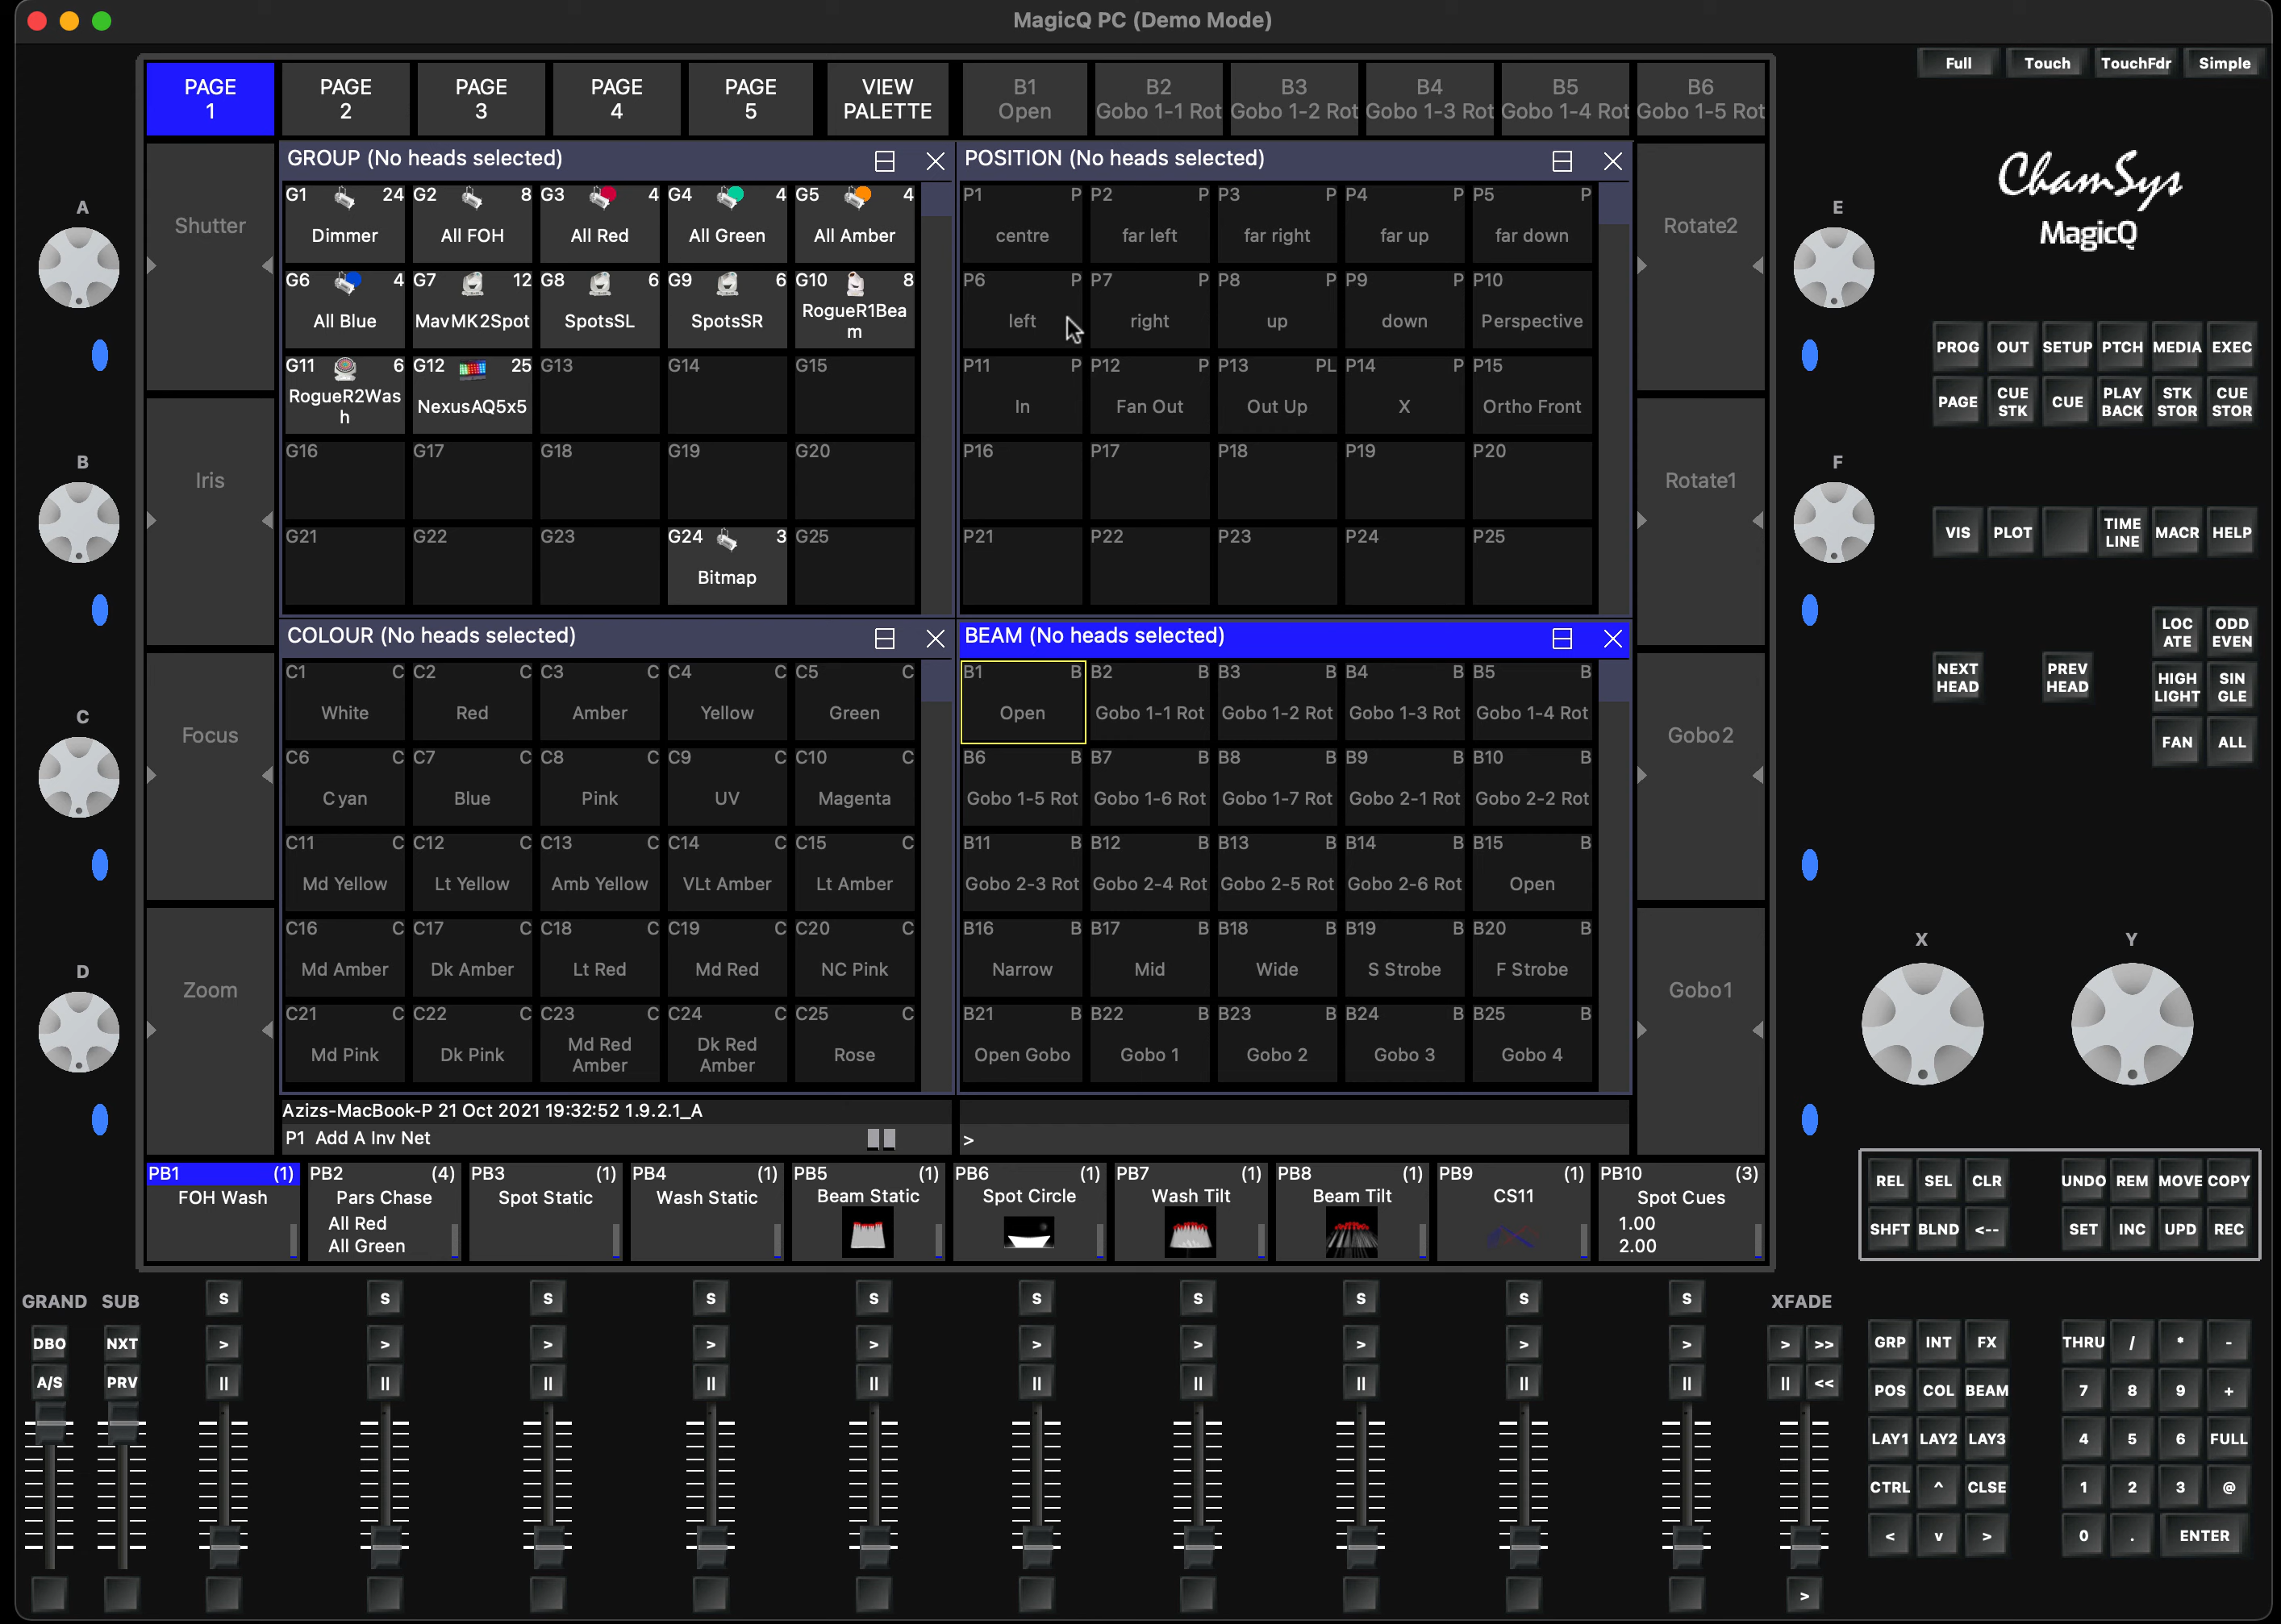 MagicQ PC (Demo Mode)
Full Touch TouchFdr Simple
PAGE 1 PAGE 2 PAGE 3 PAGE 4 PAGE 5 VIEW PALETTE B1 Open B2 Gobo 1-1 Rot B3 Gobo 1-2 Rot B4 Gobo 1-3 Rot B5 Gobo 1-4 Rot B6 Gobo 1-5 Rot
ChamSys
MagicQ
A
B
C
D
Shutter
Iris
Focus
Zoom
GROUP (No heads selected)
G1 24 G2 8 G3 4 G4 4 G5 4
Dimmer All FOH All Red All Green All Amber
G6 4 G7 12 G8 6 G9 6 G10 8
All Blue MavMK2Spot SpotsSL SpotsSR RogueR1Beam
G11 6 G12 25 G13 G14 G15
RogueR2Wash NexusAQ5x5
G16 G17 G18 G19 G20
G21 G22 G23 G24 3 G25
Bitmap
POSITION (No heads selected)
P1 P P2 P P3 P P4 P P5 P
centre far left far right far up far down
P6 P P7 P P8 P P9 P P10
left right up down Perspective
P11 P P12 P P13 PL P14 P P15
In Fan Out Out Up X Ortho Front
P16 P17 P18 P19 P20
P21 P22 P23 P24 P25
COLOUR (No heads selected)
C1 C C2 C C3 C C4 C C5 C
White Red Amber Yellow Green
C6 C C7 C C8 C C9 C C10 C
Cyan Blue Pink UV Magenta
C11 C C12 C C13 C C14 C C15 C
Md Yellow Lt Yellow Amb Yellow VLt Amber Lt Amber
C16 C C17 C C18 C C19 C C20 C
Md Amber Dk Amber Lt Red Md Red NC Pink
C21 C C22 C C23 C C24 C C25 C
Md Pink Dk Pink Md Red Amber Dk Red Amber Rose
BEAM (No heads selected)
B1 B B2 B B3 B B4 B B5 B
Open Gobo 1-1 Rot Gobo 1-2 Rot Gobo 1-3 Rot Gobo 1-4 Rot
B6 B B7 B B8 B B9 B B10 B
Gobo 1-5 Rot Gobo 1-6 Rot Gobo 1-7 Rot Gobo 2-1 Rot Gobo 2-2 Rot
B11 B B12 B B13 B B14 B B15 B
Gobo 2-3 Rot Gobo 2-4 Rot Gobo 2-5 Rot Gobo 2-6 Rot Open
B16 B B17 B B18 B B19 B B20 B
Narrow Mid Wide S Strobe F Strobe
B21 B B22 B B23 B B24 B B25 B
Open Gobo Gobo 1 Gobo 2 Gobo 3 Gobo 4
Rotate2
Rotate1
Gobo2
Gobo1
E
F
X Y
PROG OUT SETUP PTCH MEDIA EXEC
PAGE CUE STK CUE PLAY BACK STK STOR CUE STOR
VIS PLOT TIME LINE MACR HELP
LOC ATE ODD EVEN
NEXT HEAD PREV HEAD HIGH LIGHT SIN GLE
FAN ALL
Azizs-MacBook-P 21 Oct 2021 19:32:52 1.9.2.1_A
P1 Add A Inv Net
>
PB1 (1) PB2 (4) PB3 (1) PB4 (1) PB5 (1) PB6 (1) PB7 (1) PB8 (1) PB9 (1) PB10 (3)
FOH Wash Pars Chase Spot Static Wash Static Beam Static Spot Circle Wash Tilt Beam Tilt CS11 Spot Cues
All Red 1.00
All Green 2.00
REL SEL CLR UNDO REM MOVE COPY
SHFT BLND <-- SET INC UPD REC
GRAND SUB S S S S S S S S S S XFADE
DBO NXT > > > > > > > > > > > >>
A/S PRV II II II II II II II II II II II <<
>
GRP INT FX THRU / * -
POS COL BEAM 7 8 9 +
LAY1 LAY2 LAY3 4 5 6 FULL
CTRL ^ CLSE 1 2 3 @
< v > 0 . ENTER